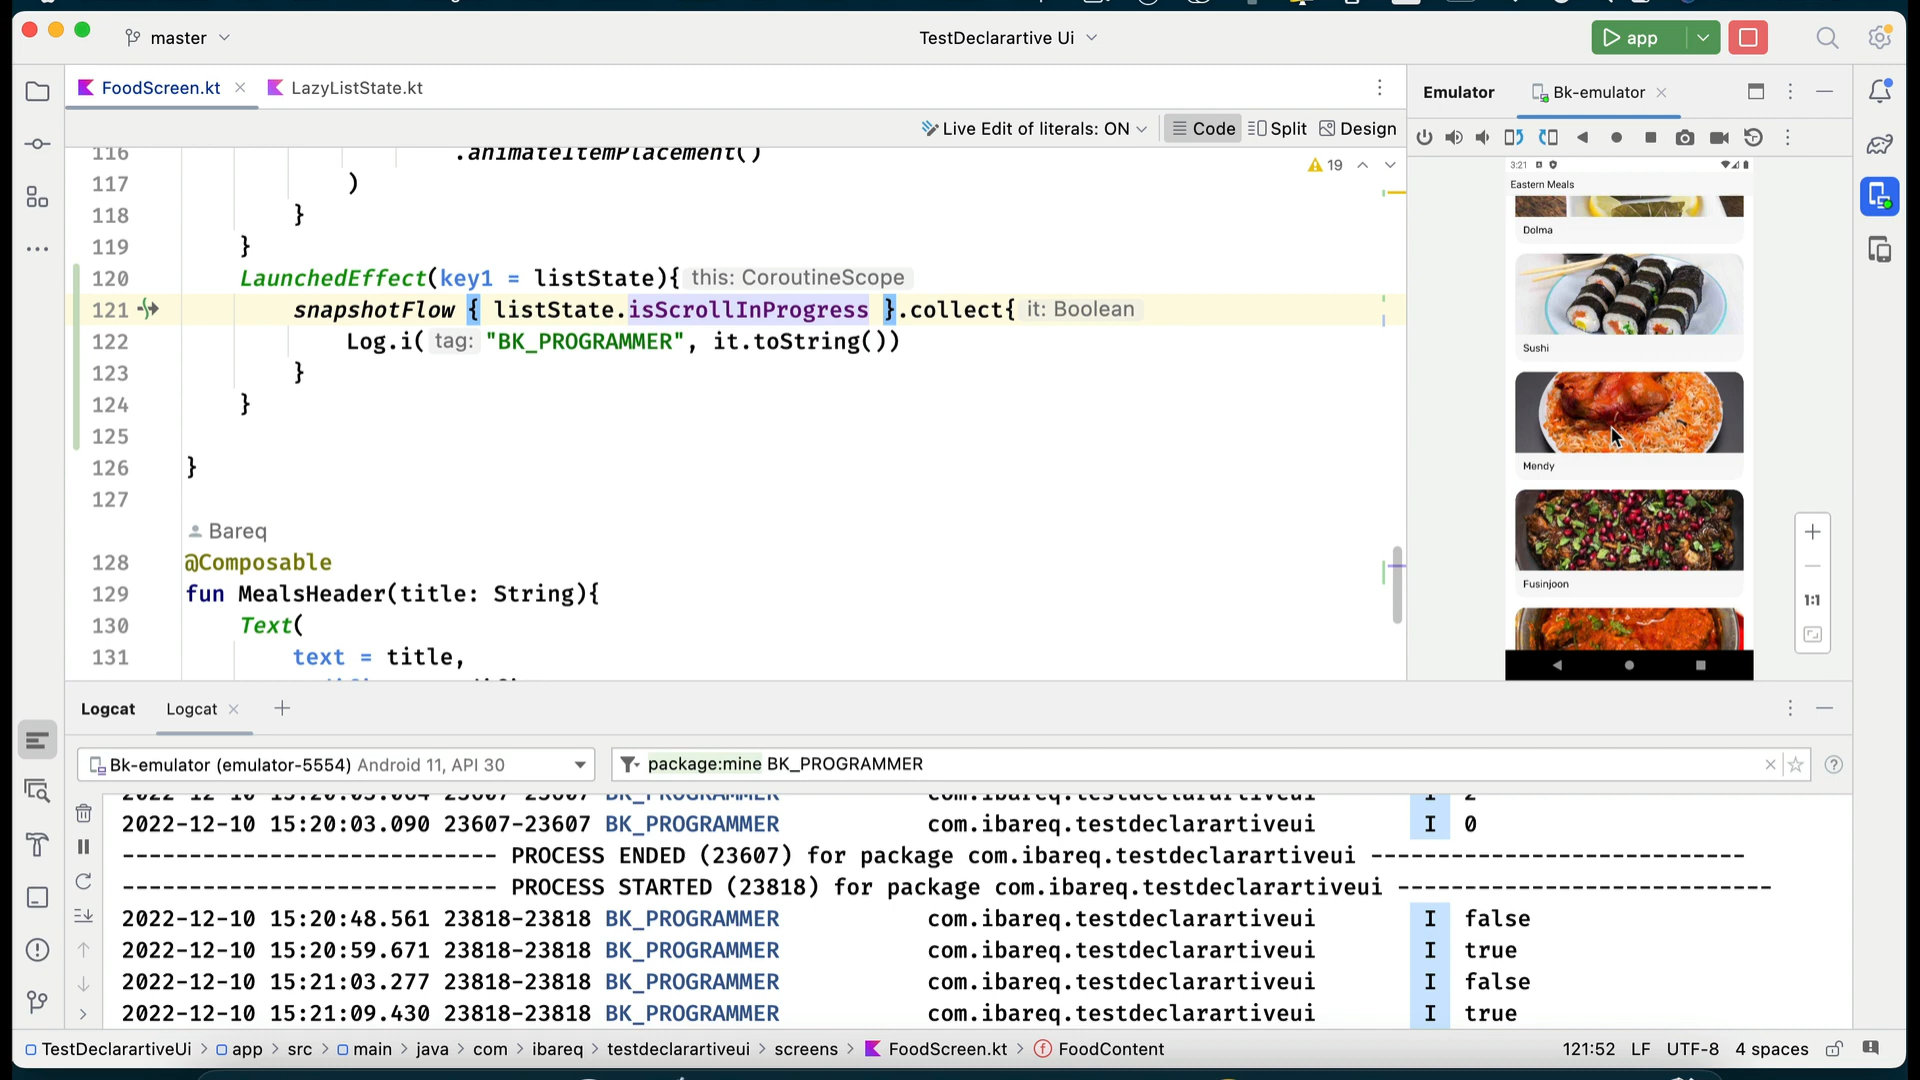 master
TestDeclarartive Ui
app
FoodScreen.kt
LazyListState.kt
Emulator
Bk-emulator
Live Edit of literals: ON
Code
Split
Design
19
116 .animateItemPlacement()
117 )
118 }
119 }
120 LaunchedEffect(key1 = listState){ this: CoroutineScope
121 snapshotFlow { listState.isScrollInProgress }.collect{ it: Boolean
122 Log.i( tag: "BK_PROGRAMMER", it.toString())
123 }
124 }
125
126 }
127
Bareq
128 @Composable
129 fun MealsHeader(title: String){
130 Text(
131 text = title,
3:21
Eastern Meals
Dolma
Sushi
Mendy
Fusinjoon
1:1
Logcat
Logcat
Bk-emulator (emulator-5554) Android 11, API 30
package:mine BK_PROGRAMMER
2022-12-10 15:20:03.090 23607-23607 BK_PROGRAMMER com.ibareq.testdeclarartiveui I 0
---------------------------- PROCESS ENDED (23607) for package com.ibareq.testdeclarartiveui ----------------------------
---------------------------- PROCESS STARTED (23818) for package com.ibareq.testdeclarartiveui ----------------------------
2022-12-10 15:20:48.561 23818-23818 BK_PROGRAMMER com.ibareq.testdeclarartiveui I false
2022-12-10 15:20:59.671 23818-23818 BK_PROGRAMMER com.ibareq.testdeclarartiveui I true
2022-12-10 15:21:03.277 23818-23818 BK_PROGRAMMER com.ibareq.testdeclarartiveui I false
2022-12-10 15:21:09.430 23818-23818 BK_PROGRAMMER com.ibareq.testdeclarartiveui I true
TestDeclarartiveUi > app > src > main > java > com > ibareq > testdeclarartiveui > screens > FoodScreen.kt > FoodContent
121:52 LF UTF-8 4 spaces